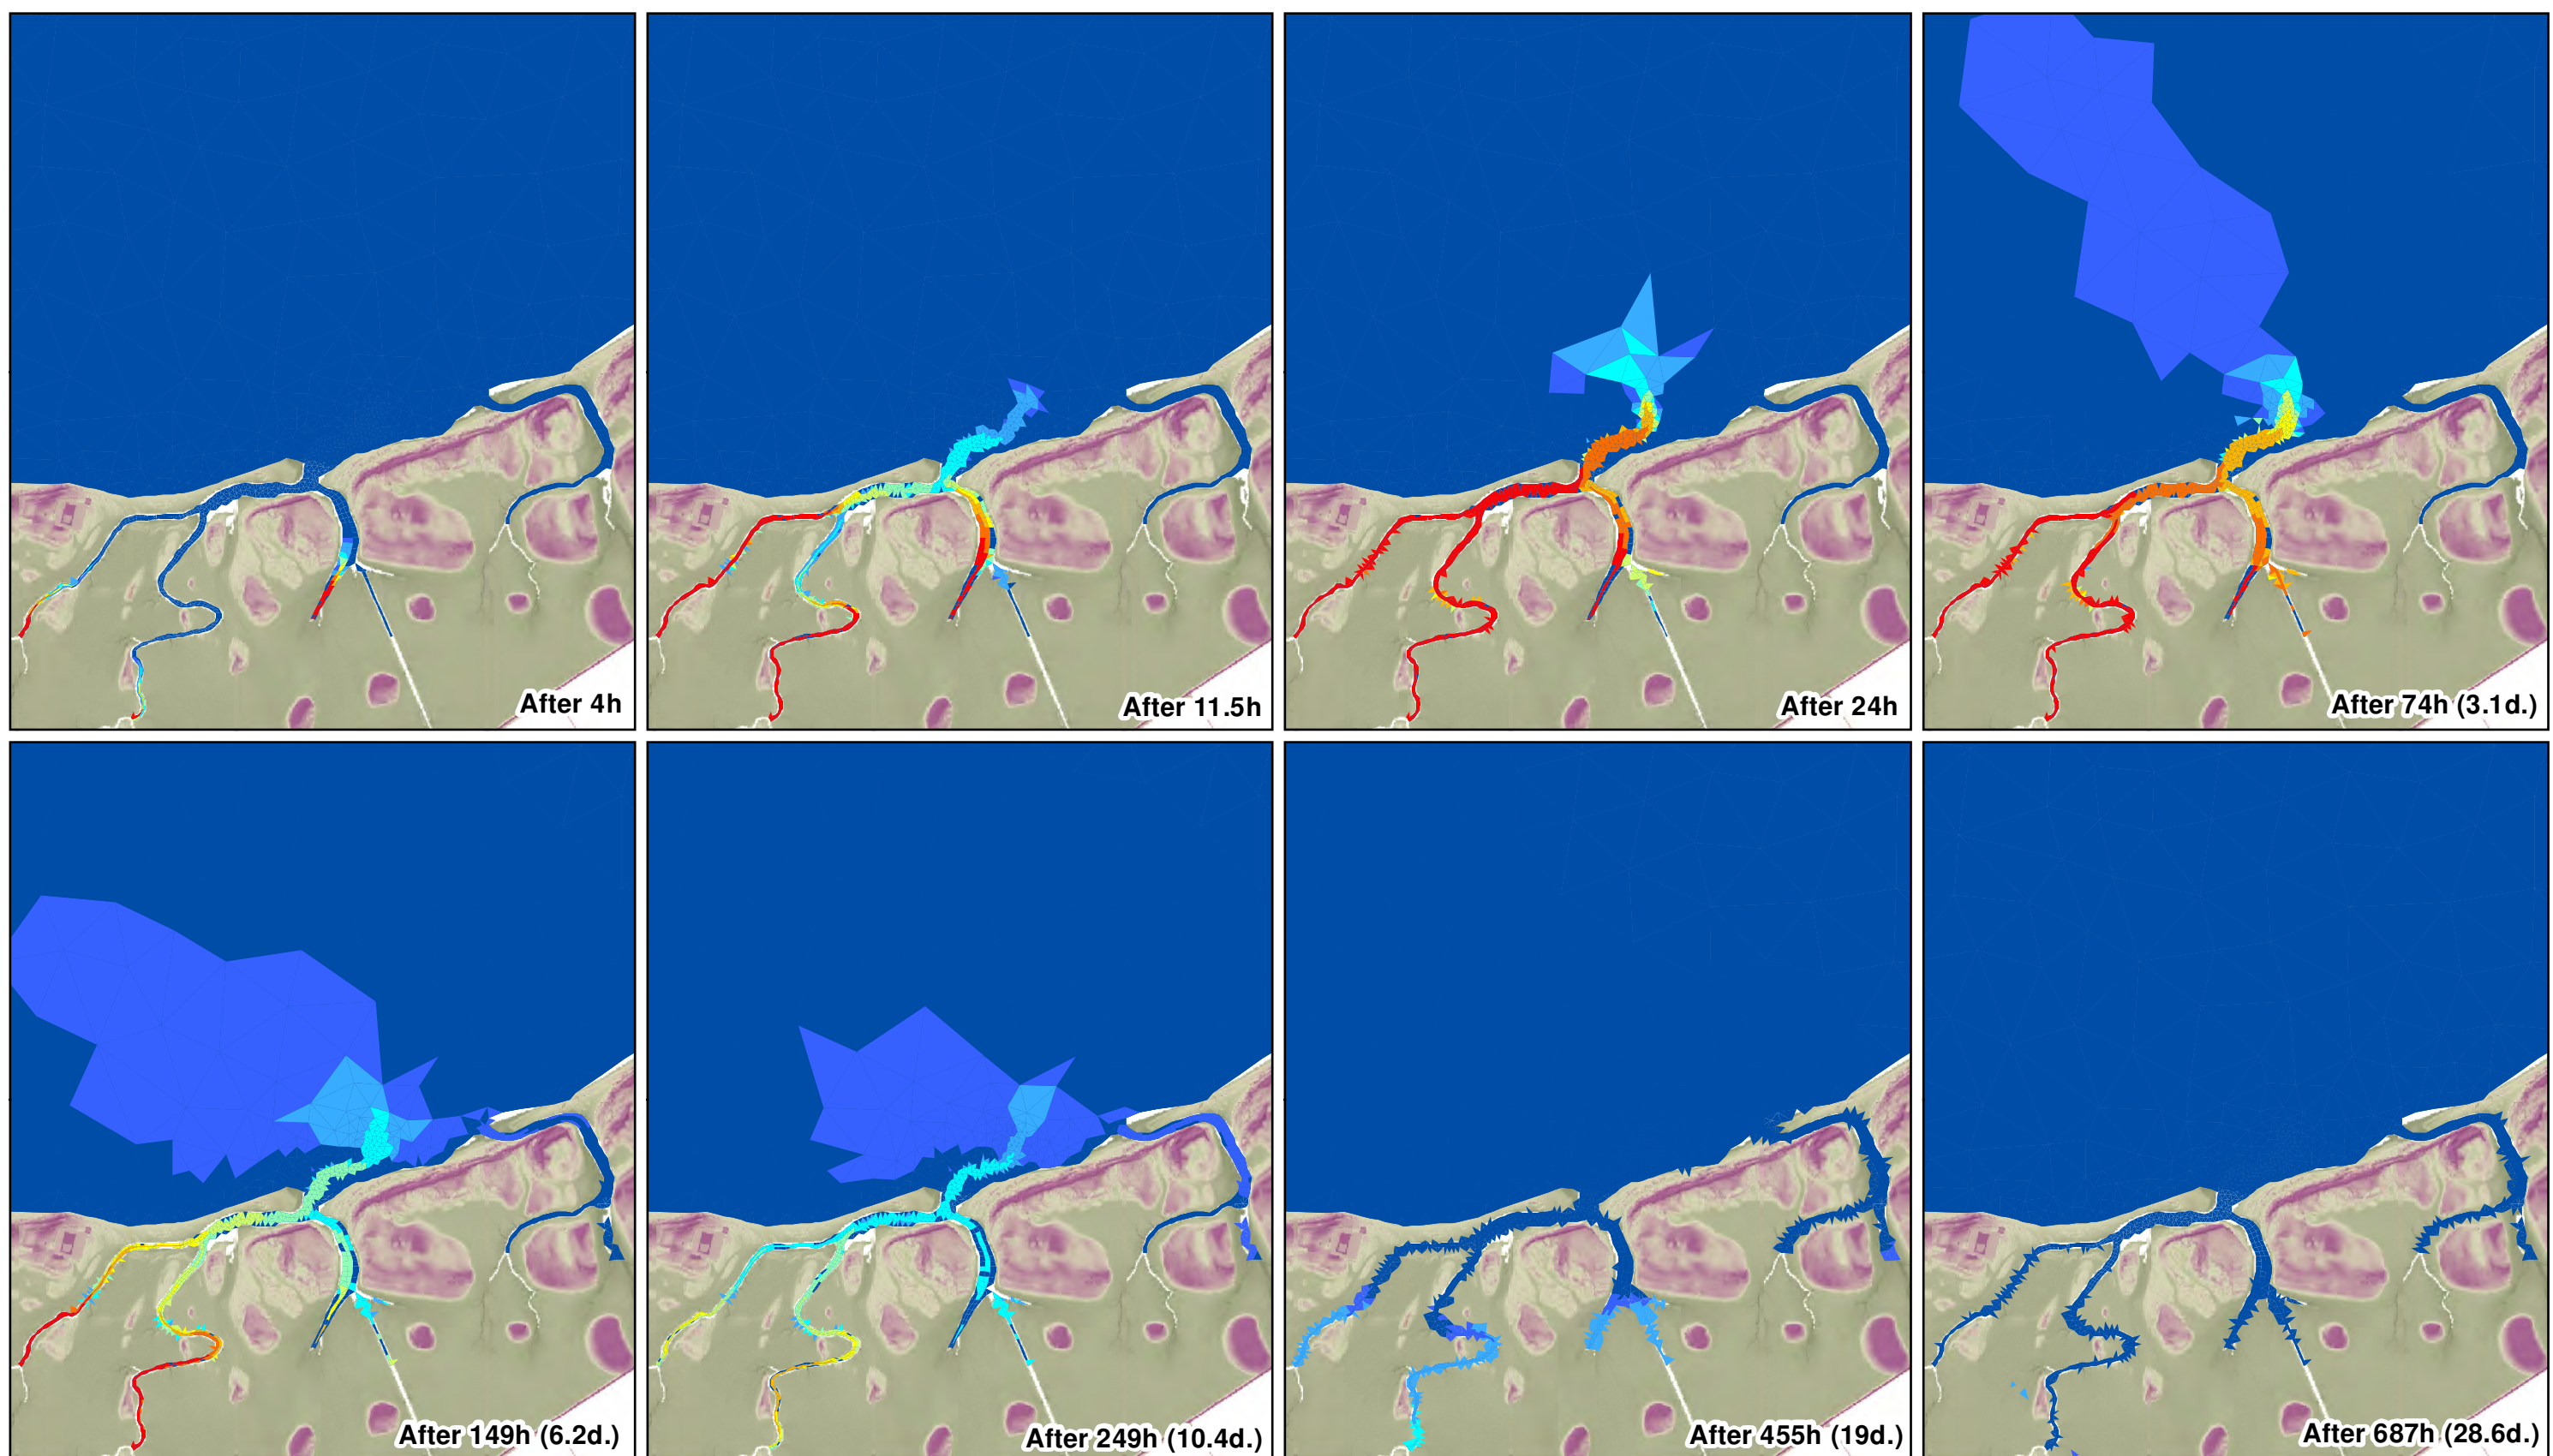 After 4h
After 11.5h
After 24h
After 74h (3.1d.)
After 149h (6.2d.)
After 249h (10.4d.)
After 455h (19d.)
After 687h (28.6d.)